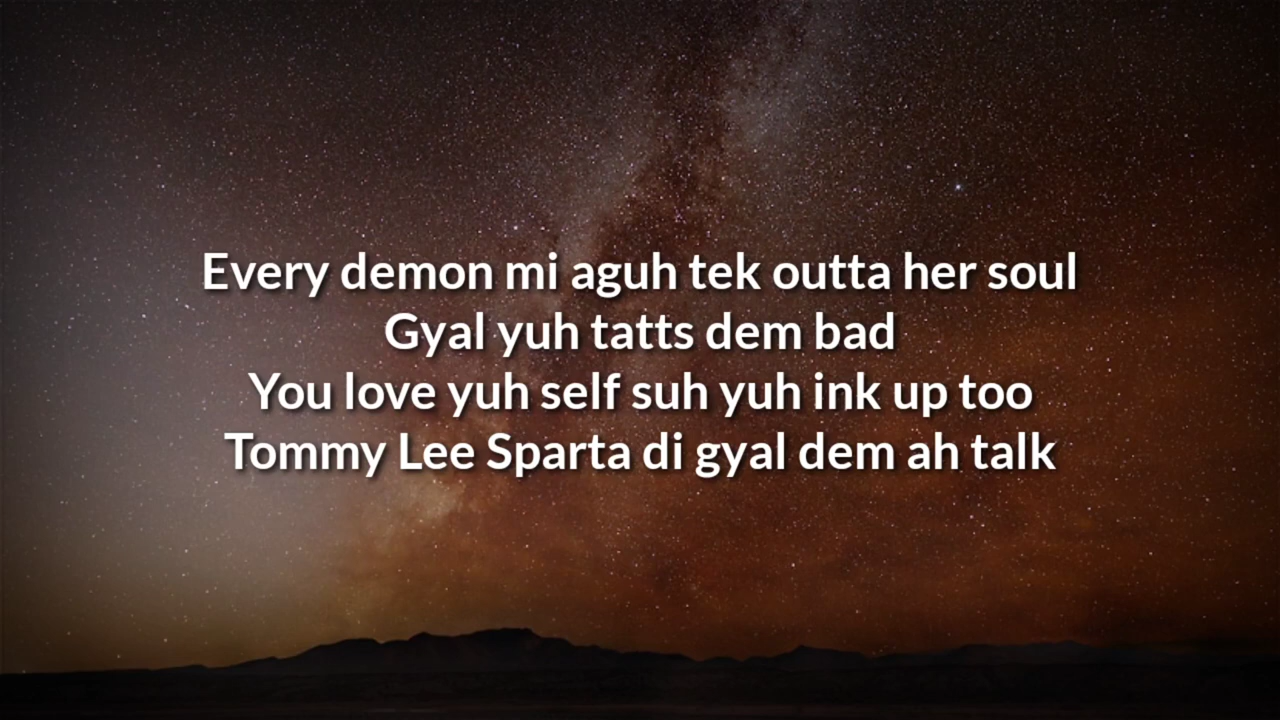 Every demon mi aguh tek outta her soul
Gyal yuh tatts dem bad
You love yuh self suh yuh ink up too
Tommy Lee Sparta di gyal dem ah talk